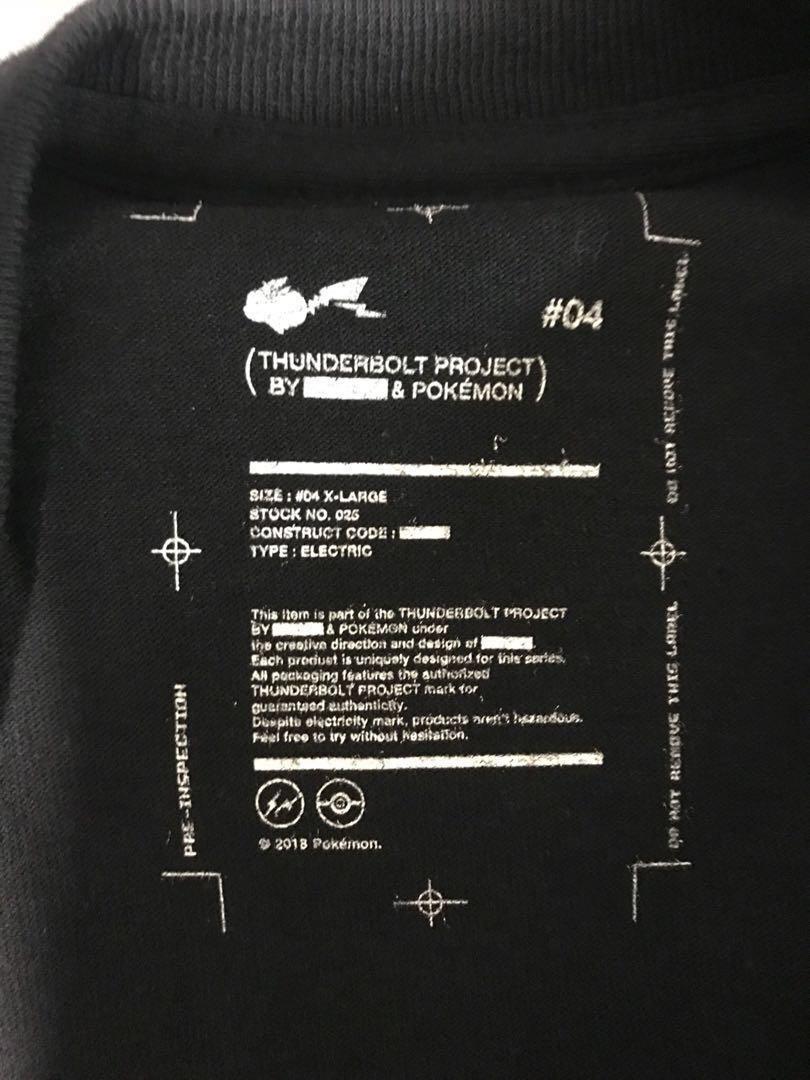 #04
(THUNDERBOLT PROJECT)
BY & POKÉMON
SIZE : #04 X-LARGE
STOCK NO. 025
CONSTRUCT CODE :
TYPE : ELECTRIC
This item is part of the THUNDERBOLT PROJECT
BY & POKÉMON under
the creative direction and design of .
Each product is uniquely designed for this series.
All packaging features the authorized
THUNDERBOLT PROJECT mark for
guaranteed authenticity.
Despite electricity mark, products aren't hazardous.
Feel free to try without hesitation.
© 2018 Pokémon.
PRE-INSPECTION
DO NOT REMOVE THIS LABEL
DO NOT REMOVE THIS LABEL